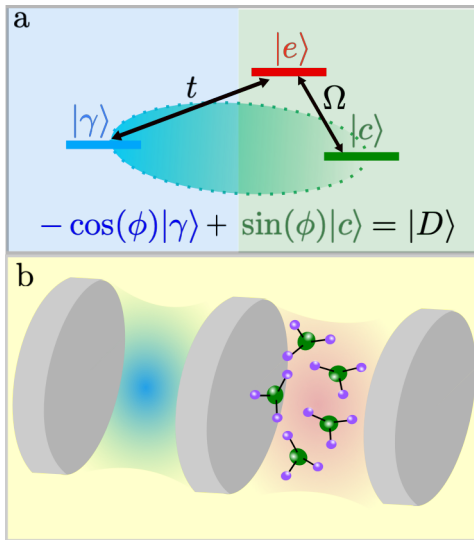 a
|e⟩
t
Ω
|γ⟩
|c⟩
− cos(ϕ)|γ⟩ + sin(ϕ)|c⟩ = |D⟩
b